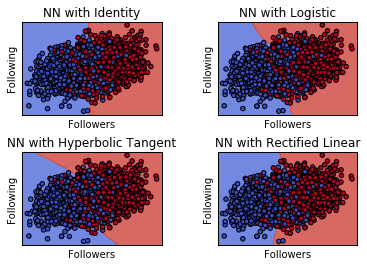 NN with Identity
NN with Logistic
Following
Following
Followers
Followers
NN with Hyperbolic Tangent
NN with Rectified Linear
Following
Following
Followers
Followers